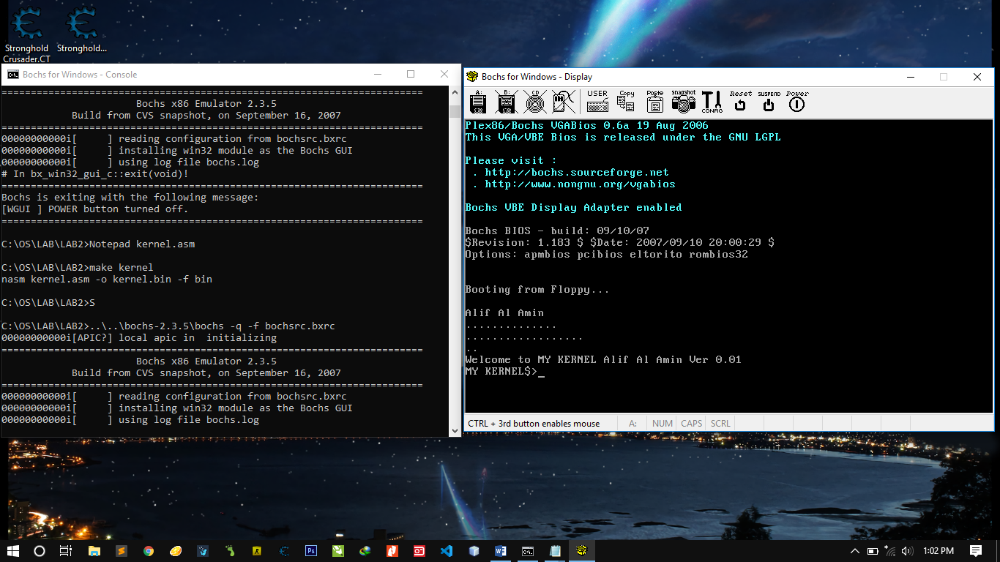 Stronghold Crusader.CT
Stronghold...
Bochs for Windows - Console
========================================================================
Bochs x86 Emulator 2.3.5
Build from CVS snapshot, on September 16, 2007
========================================================================
00000000000i[     ] reading configuration from bochsrc.bxrc
00000000000i[     ] installing win32 module as the Bochs GUI
00000000000i[     ] using log file bochs.log
# In bx_win32_gui_c::exit(void)!
========================================================================
Bochs is exiting with the following message:
[WGUI ] POWER button turned off.
========================================================================
C:\OS\LAB\LAB2>Notepad kernel.asm
C:\OS\LAB\LAB2>make kernel
nasm kernel.asm -o kernel.bin -f bin
C:\OS\LAB\LAB2>S
C:\OS\LAB\LAB2>..\..\bochs-2.3.5\bochs -q -f bochsrc.bxrc
00000000000i[APIC?] local apic in  initializing
========================================================================
Bochs x86 Emulator 2.3.5
Build from CVS snapshot, on September 16, 2007
========================================================================
00000000000i[     ] reading configuration from bochsrc.bxrc
00000000000i[     ] installing win32 module as the Bochs GUI
00000000000i[     ] using log file bochs.log
Bochs for Windows - Display
A: B: CD USER Copy Paste snapshot CONFIG Reset SUSPEND Power
Plex86/Bochs VGABios 0.6a 19 Aug 2006
This VGA/VBE Bios is released under the GNU LGPL
Please visit :
. http://bochs.sourceforge.net
. http://www.nongnu.org/vgabios
Bochs VBE Display Adapter enabled
Bochs BIOS - build: 09/10/07
$Revision: 1.183 $ $Date: 2007/09/10 20:00:29 $
Options: apmbios pcibios eltorito rombios32
Booting from Floppy...
Alif Al Amin
..............
..................
..
Welcome to MY KERNEL Alif Al Amin Ver 0.01
MY KERNEL$>_
CTRL + 3rd button enables mouse A: NUM CAPS SCRL
1:02 PM